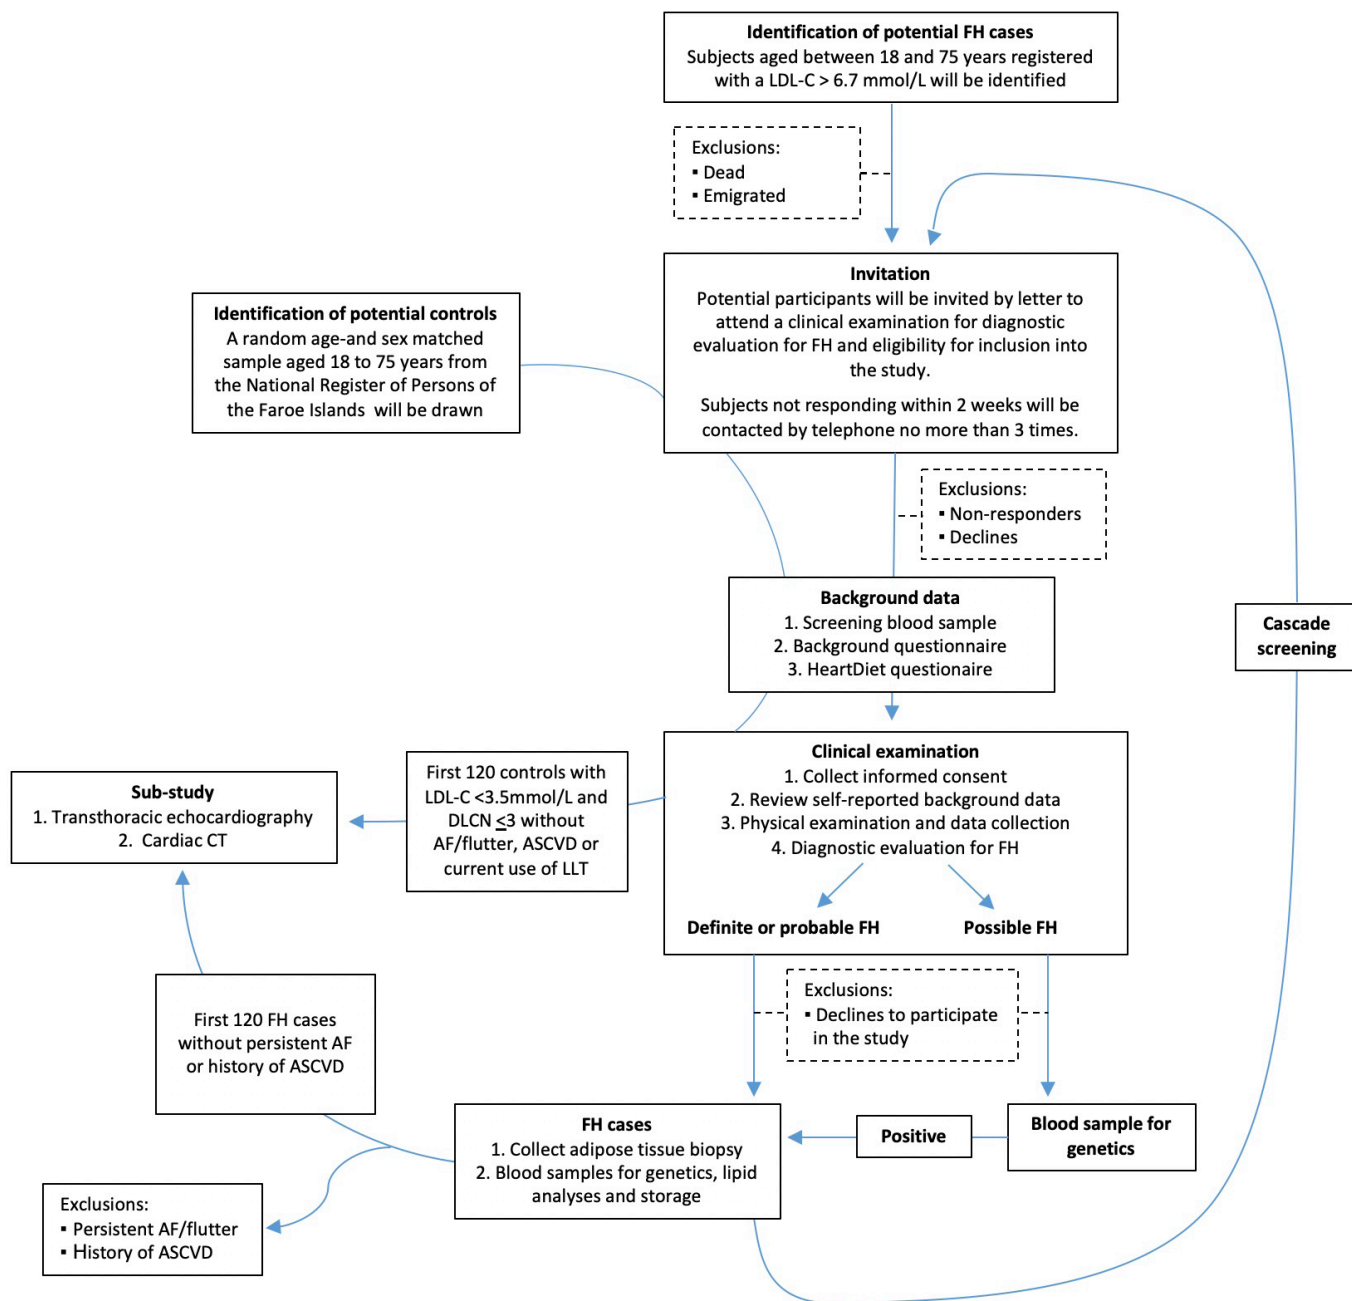 Identification of potential FH cases
Subjects aged between 18 and 75 years registered
with a LDL-C > 6.7 mmol/L will be identified
Exclusions:
▪ Dead
▪ Emigrated
Invitation
Potential participants will be invited by letter to
attend a clinical examination for diagnostic
evaluation for FH and eligibility for inclusion into
the study.
Subjects not responding within 2 weeks will be
contacted by telephone no more than 3 times.
Identification of potential controls
A random age-and sex matched
sample aged 18 to 75 years from
the National Register of Persons of
the Faroe Islands will be drawn
Exclusions:
▪ Non-responders
▪ Declines
Background data
1. Screening blood sample
2. Background questionnaire
3. HeartDiet questionaire
Cascade
screening
Clinical examination
1. Collect informed consent
2. Review self-reported background data
3. Physical examination and data collection
4. Diagnostic evaluation for FH
Definite or probable FH
Possible FH
First 120 controls with
LDL-C <3.5mmol/L and
DLCN <3 without
AF/flutter, ASCVD or
current use of LLT
Sub-study
1. Transthoracic echocardiography
2. Cardiac CT
Exclusions:
▪ Declines to participate
in the study
First 120 FH cases
without persistent AF
or history of ASCVD
FH cases
1. Collect adipose tissue biopsy
2. Blood samples for genetics, lipid
analyses and storage
Positive
Blood sample for
genetics
Exclusions:
▪ Persistent AF/flutter
▪ History of ASCVD